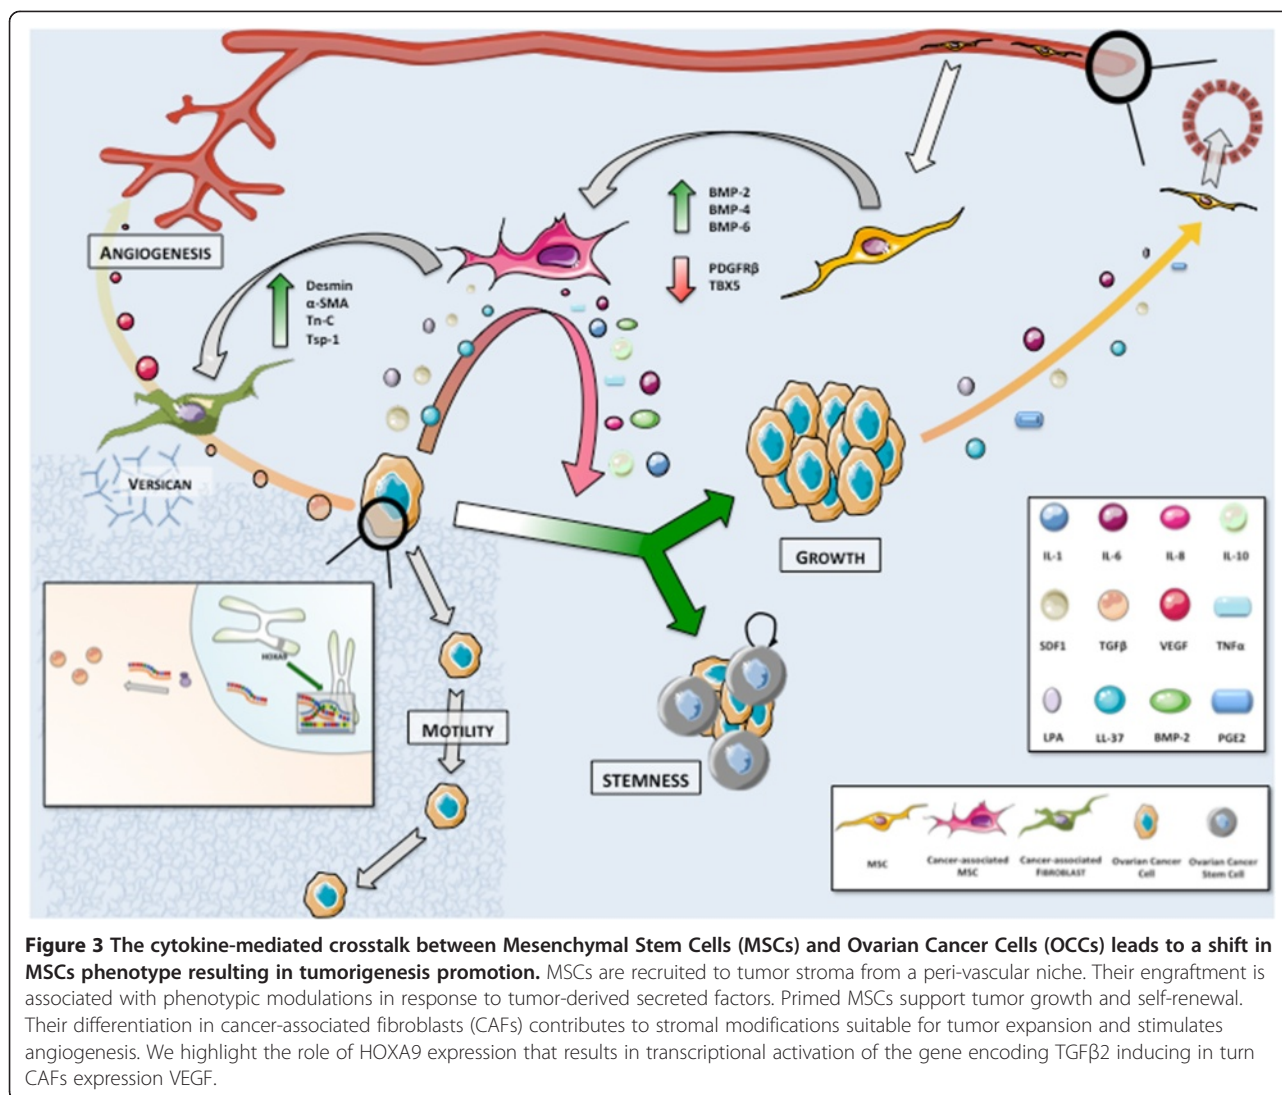 BMP-2
BMP-4
BMP-6
PDGFRβ
TBX5
ANGIOGENESIS
Desmin
α-SMA
Tn-C
Tsp-1
VERSICAN
GROWTH
HOXA9
MOTILITY
STEMNESS
IL-1 IL-6 IL-8 IL-10
SDF1 TGFβ VEGF TNFα
LPA LL-37 BMP-2 PGE2
MSC
Cancer-associated
MSC
Cancer-associated
FIBROBLAST
Ovarian Cancer
Cell
Ovarian Cancer
Stem Cell
Figure 3 The cytokine-mediated crosstalk between Mesenchymal Stem Cells (MSCs) and Ovarian Cancer Cells (OCCs) leads to a shift in
MSCs phenotype resulting in tumorigenesis promotion. MSCs are recruited to tumor stroma from a peri-vascular niche. Their engraftment is
associated with phenotypic modulations in response to tumor-derived secreted factors. Primed MSCs support tumor growth and self-renewal.
Their differentiation in cancer-associated fibroblasts (CAFs) contributes to stromal modifications suitable for tumor expansion and stimulates
angiogenesis. We highlight the role of HOXA9 expression that results in transcriptional activation of the gene encoding TGFβ2 inducing in turn
CAFs expression VEGF.